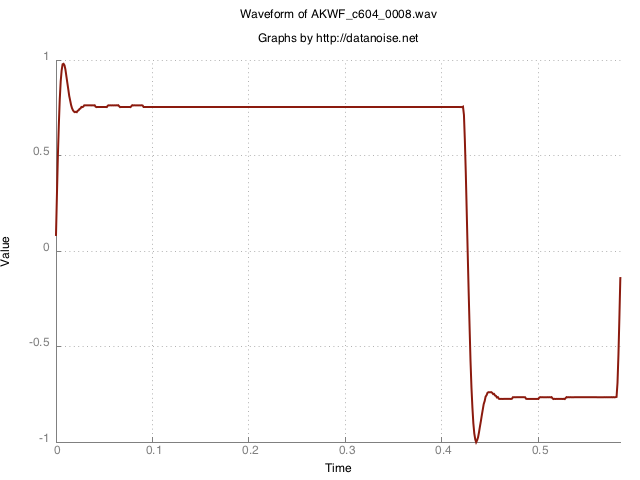 Waveform of AKWF_c604_0008.wav
Graphs by http://datanoise.net
1
0.5
0
-0.5
-1
Value
0 0.1 0.2 0.3 0.4 0.5
Time